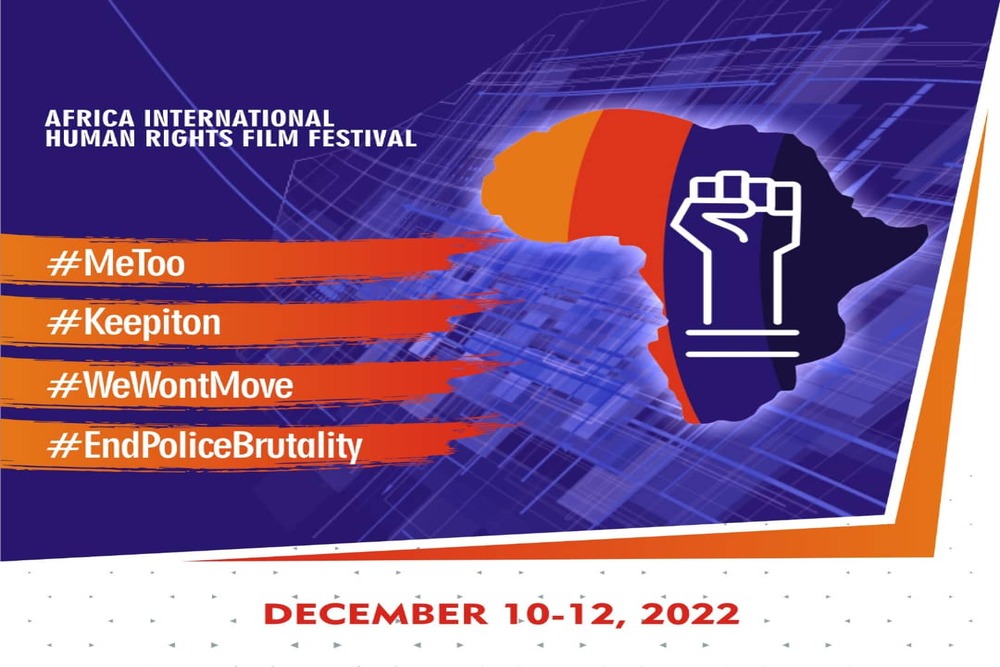 AFRICA INTERNATIONAL
HUMAN RIGHTS FILM FESTIVAL
#MeToo
#Keepiton
#WeWontMove
#EndPoliceBrutality
DECEMBER 10-12, 2022